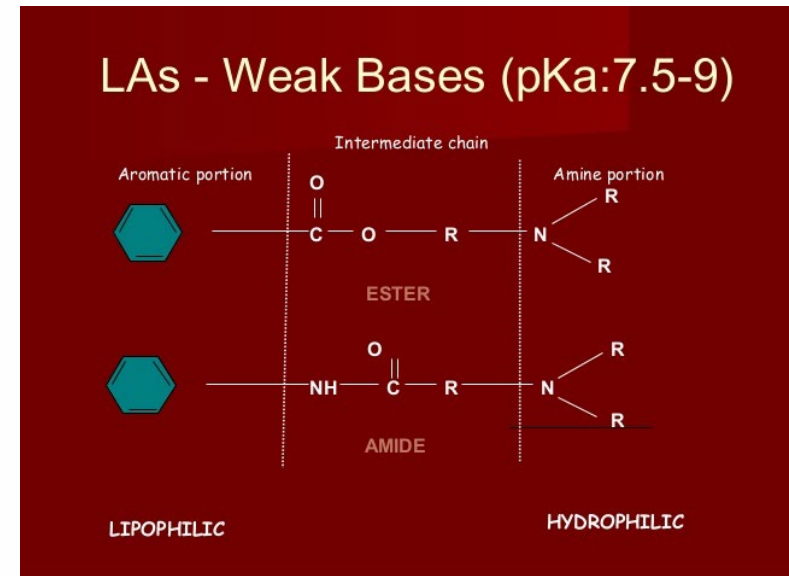 LAs - Weak Bases (pKa:7.5-9)
Intermediate chain
Aromatic portion
Amine portion
O
R
||
C O R N
R
ESTER
O
R
||
NH C R N
R
AMIDE
LIPOPHILIC
HYDROPHILIC